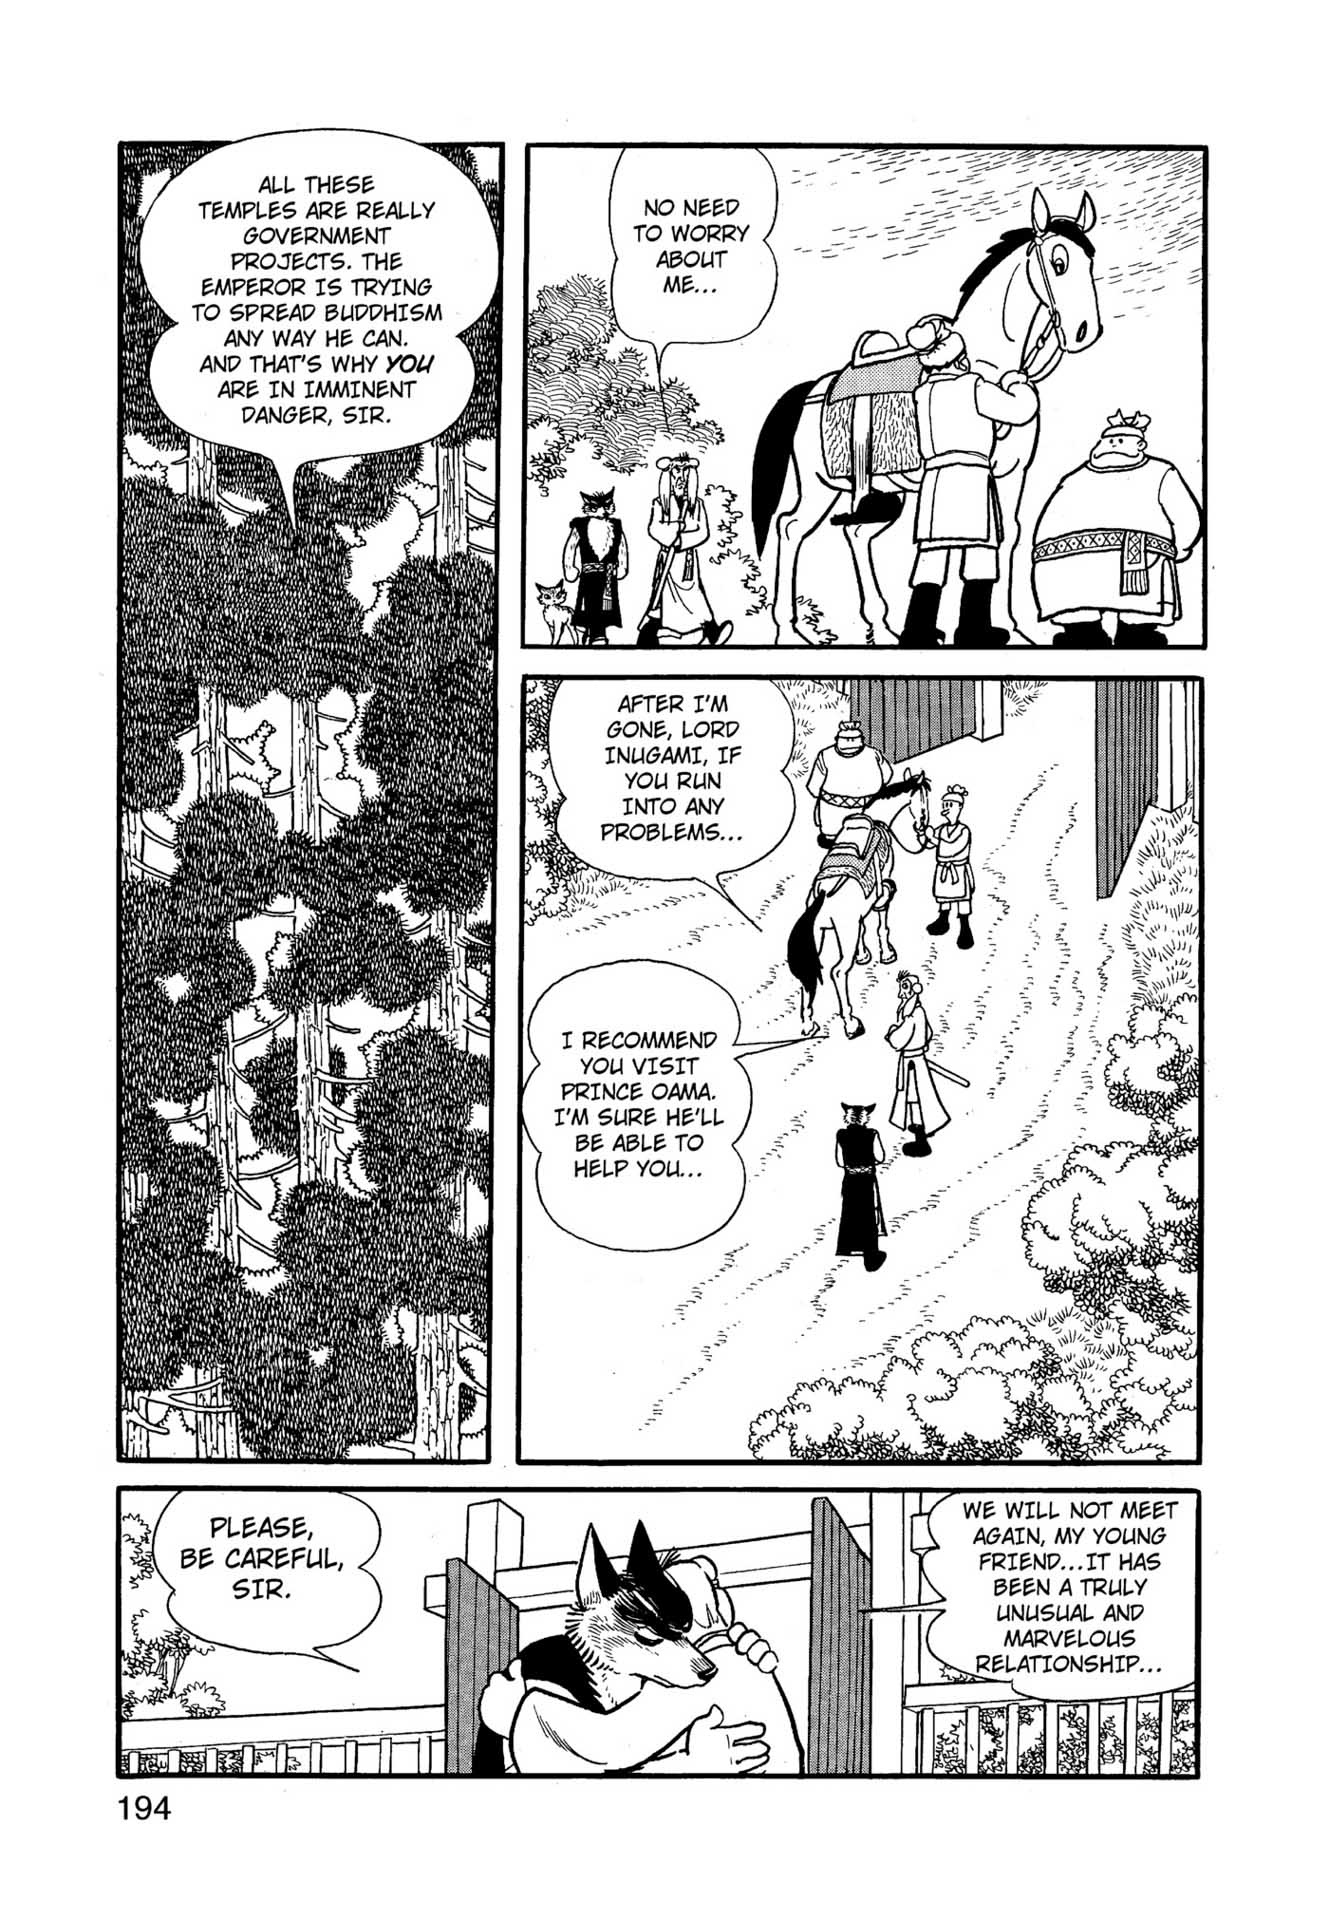 ALL THESE
TEMPLES ARE REALLY
GOVERNMENT
PROJECTS. THE
EMPEROR IS TRYING
TO SPREAD BUDDHISM
ANY WAY HE CAN.
AND THAT'S WHY YOU
ARE IN IMMINENT
DANGER, SIR.
NO NEED
TO WORRY
ABOUT
ME...
AFTER I'M
GONE, LORD
INUGAMI, IF
YOU RUN
INTO ANY
PROBLEMS...
I RECOMMEND
YOU VISIT
PRINCE OAMA.
I'M SURE HE'LL
BE ABLE TO
HELP YOU...
PLEASE,
BE CAREFUL,
SIR.
WE WILL NOT MEET
AGAIN, MY YOUNG
FRIEND...IT HAS
BEEN A TRULY
UNUSUAL AND
MARVELOUS
RELATIONSHIP...
194